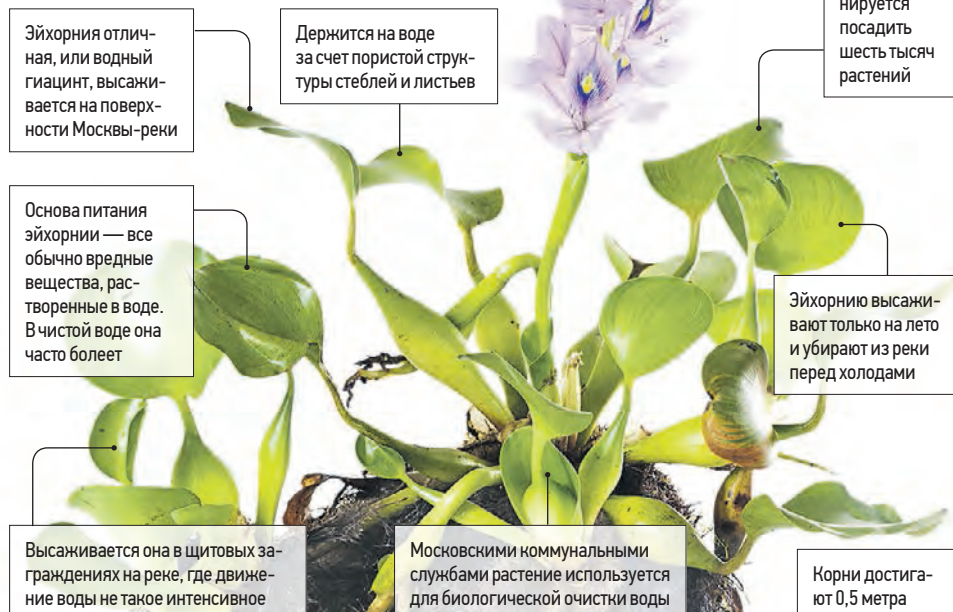 Эйхорния отлич-
ная, или водный
гиацинт, высажи-
вается на поверх-
ности Москвы-реки
Держится на воде
за счет пористой струк-
туры стеблей и листьев
нируется
посадить
шесть тысяч
растений
Основа питания
эйхорнии — все
обычно вредные
вещества, рас-
творенные в воде.
В чистой воде она
часто болеет
Эйхорнию высажи-
вают только на лето
и убирают из реки
перед холодами
Высаживается она в щитовых за-
граждениях на реке, где движе-
ние воды не такое интенсивное
Московскими коммунальными
службами растение используется
для биологической очистки воды
Корни достига-
ют 0,5 метра